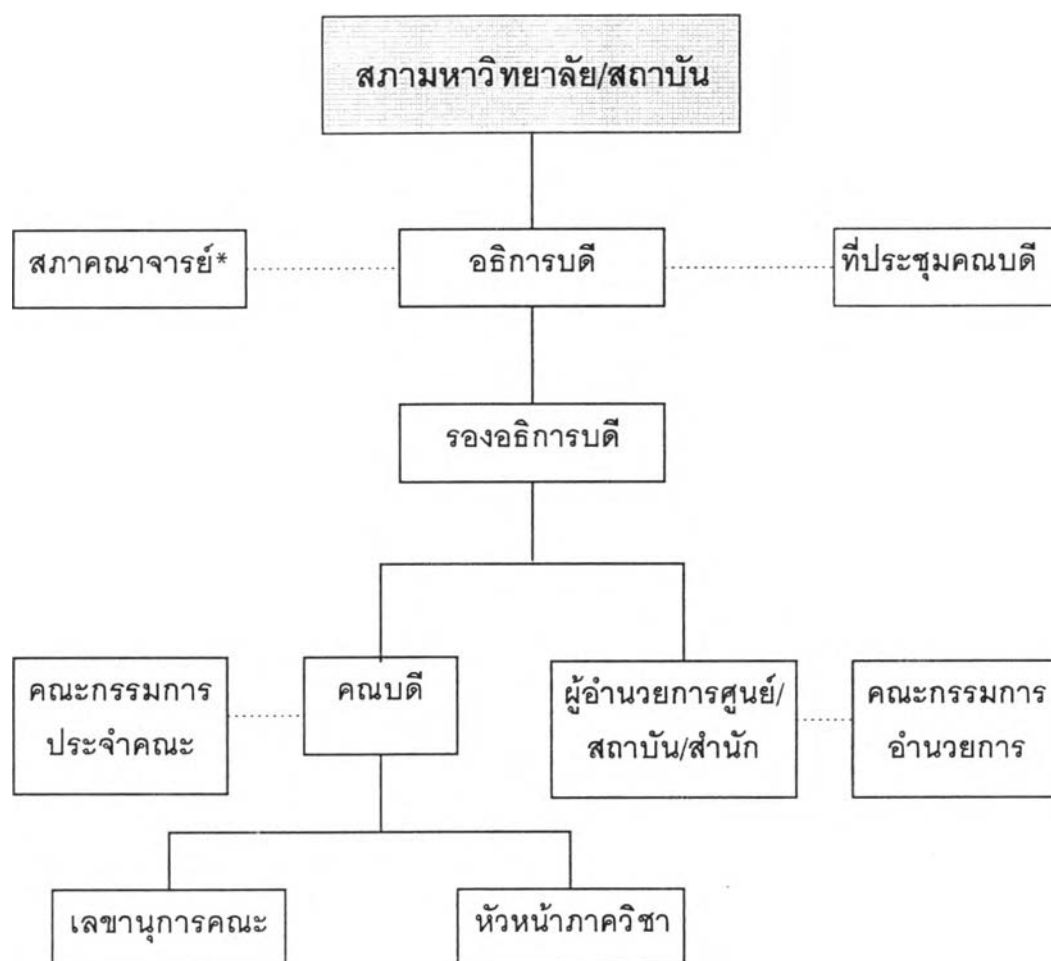 สภามหาวิทยาลัย/สถาบัน
สภาคณาจารย์*
อธิการบดี
ที่ประชุมคณบดี
รองอธิการบดี
คณะกรรมการ
ประจำคณะ
คณบดี
ผู้อำนวยการศูนย์/
สถาบัน/สำนัก
คณะกรรมการ
อำนวยการ
เลขานุการคณะ
หัวหน้าภาควิชา